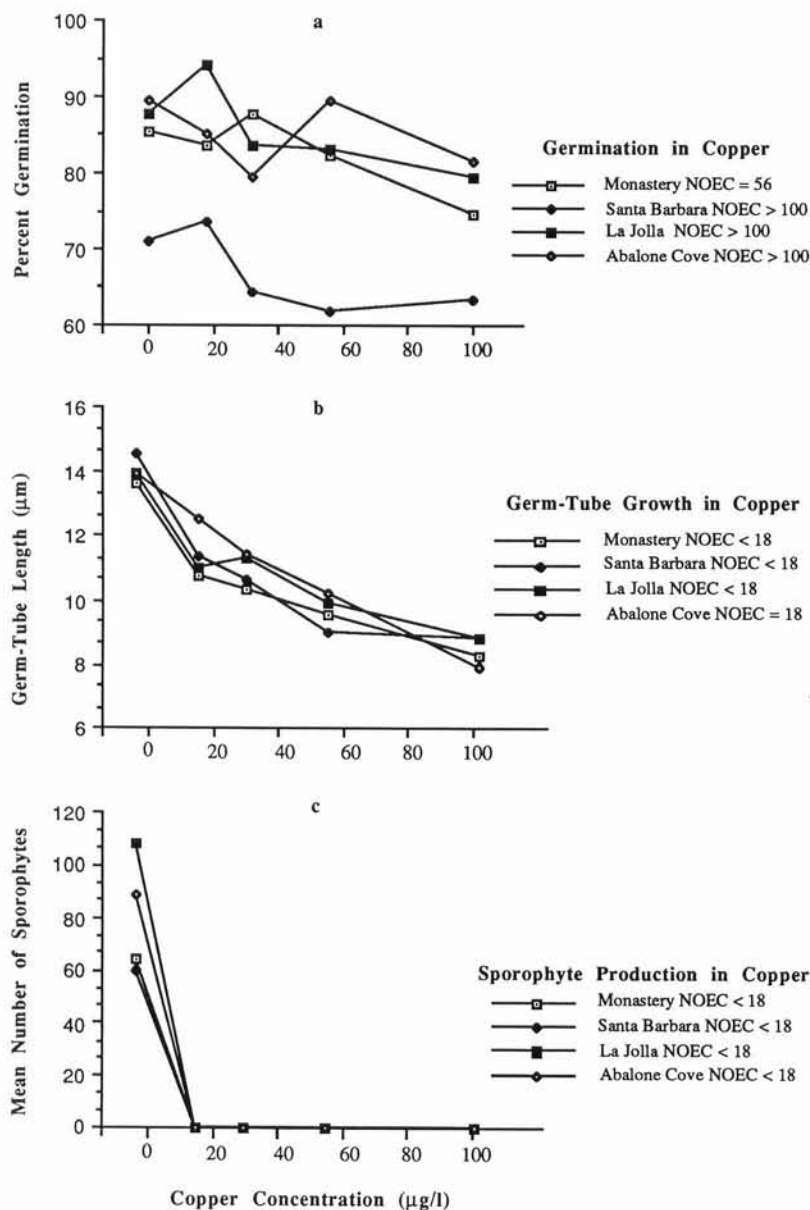 a
100
90
80
70
60
Percent Germination
0 20 40 60 80 100
Germination in Copper
Monastery NOEC = 56
Santa Barbara NOEC > 100
La Jolla NOEC > 100
Abalone Cove NOEC > 100
b
16
14
12
10
8
6
Germ-Tube Length (μm)
0 20 40 60 80 100
Germ-Tube Growth in Copper
Monastery NOEC < 18
Santa Barbara NOEC < 18
La Jolla NOEC < 18
Abalone Cove NOEC = 18
c
120
100
80
60
40
20
0
Mean Number of Sporophytes
0 20 40 60 80 100
Sporophyte Production in Copper
Monastery NOEC < 18
Santa Barbara NOEC < 18
La Jolla NOEC < 18
Abalone Cove NOEC < 18
Copper Concentration (μg/l)